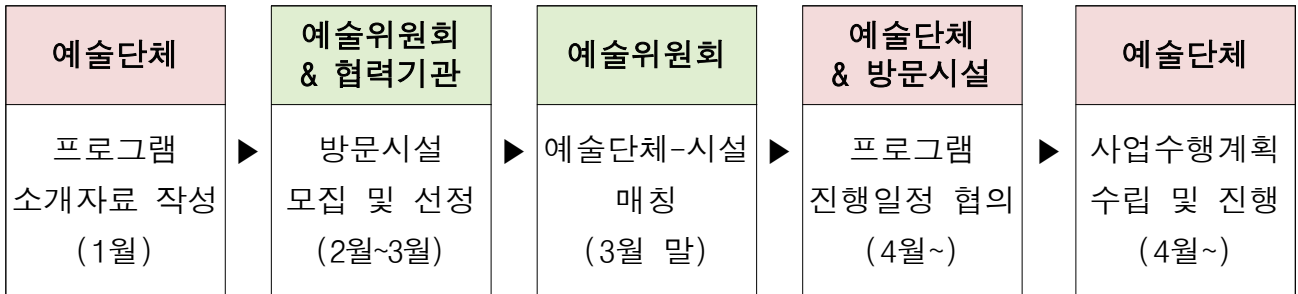 예술단체
프로그램
소개자료 작성
(1월)
▶
예술위원회
& 협력기관
방문시설
모집 및 선정
(2월~3월)
▶
예술위원회
예술단체-시설
매칭
(3월 말)
▶
예술단체
& 방문시설
프로그램
진행일정 협의
(4월~)
▶
예술단체
사업수행계획
수립 및 진행
(4월~)